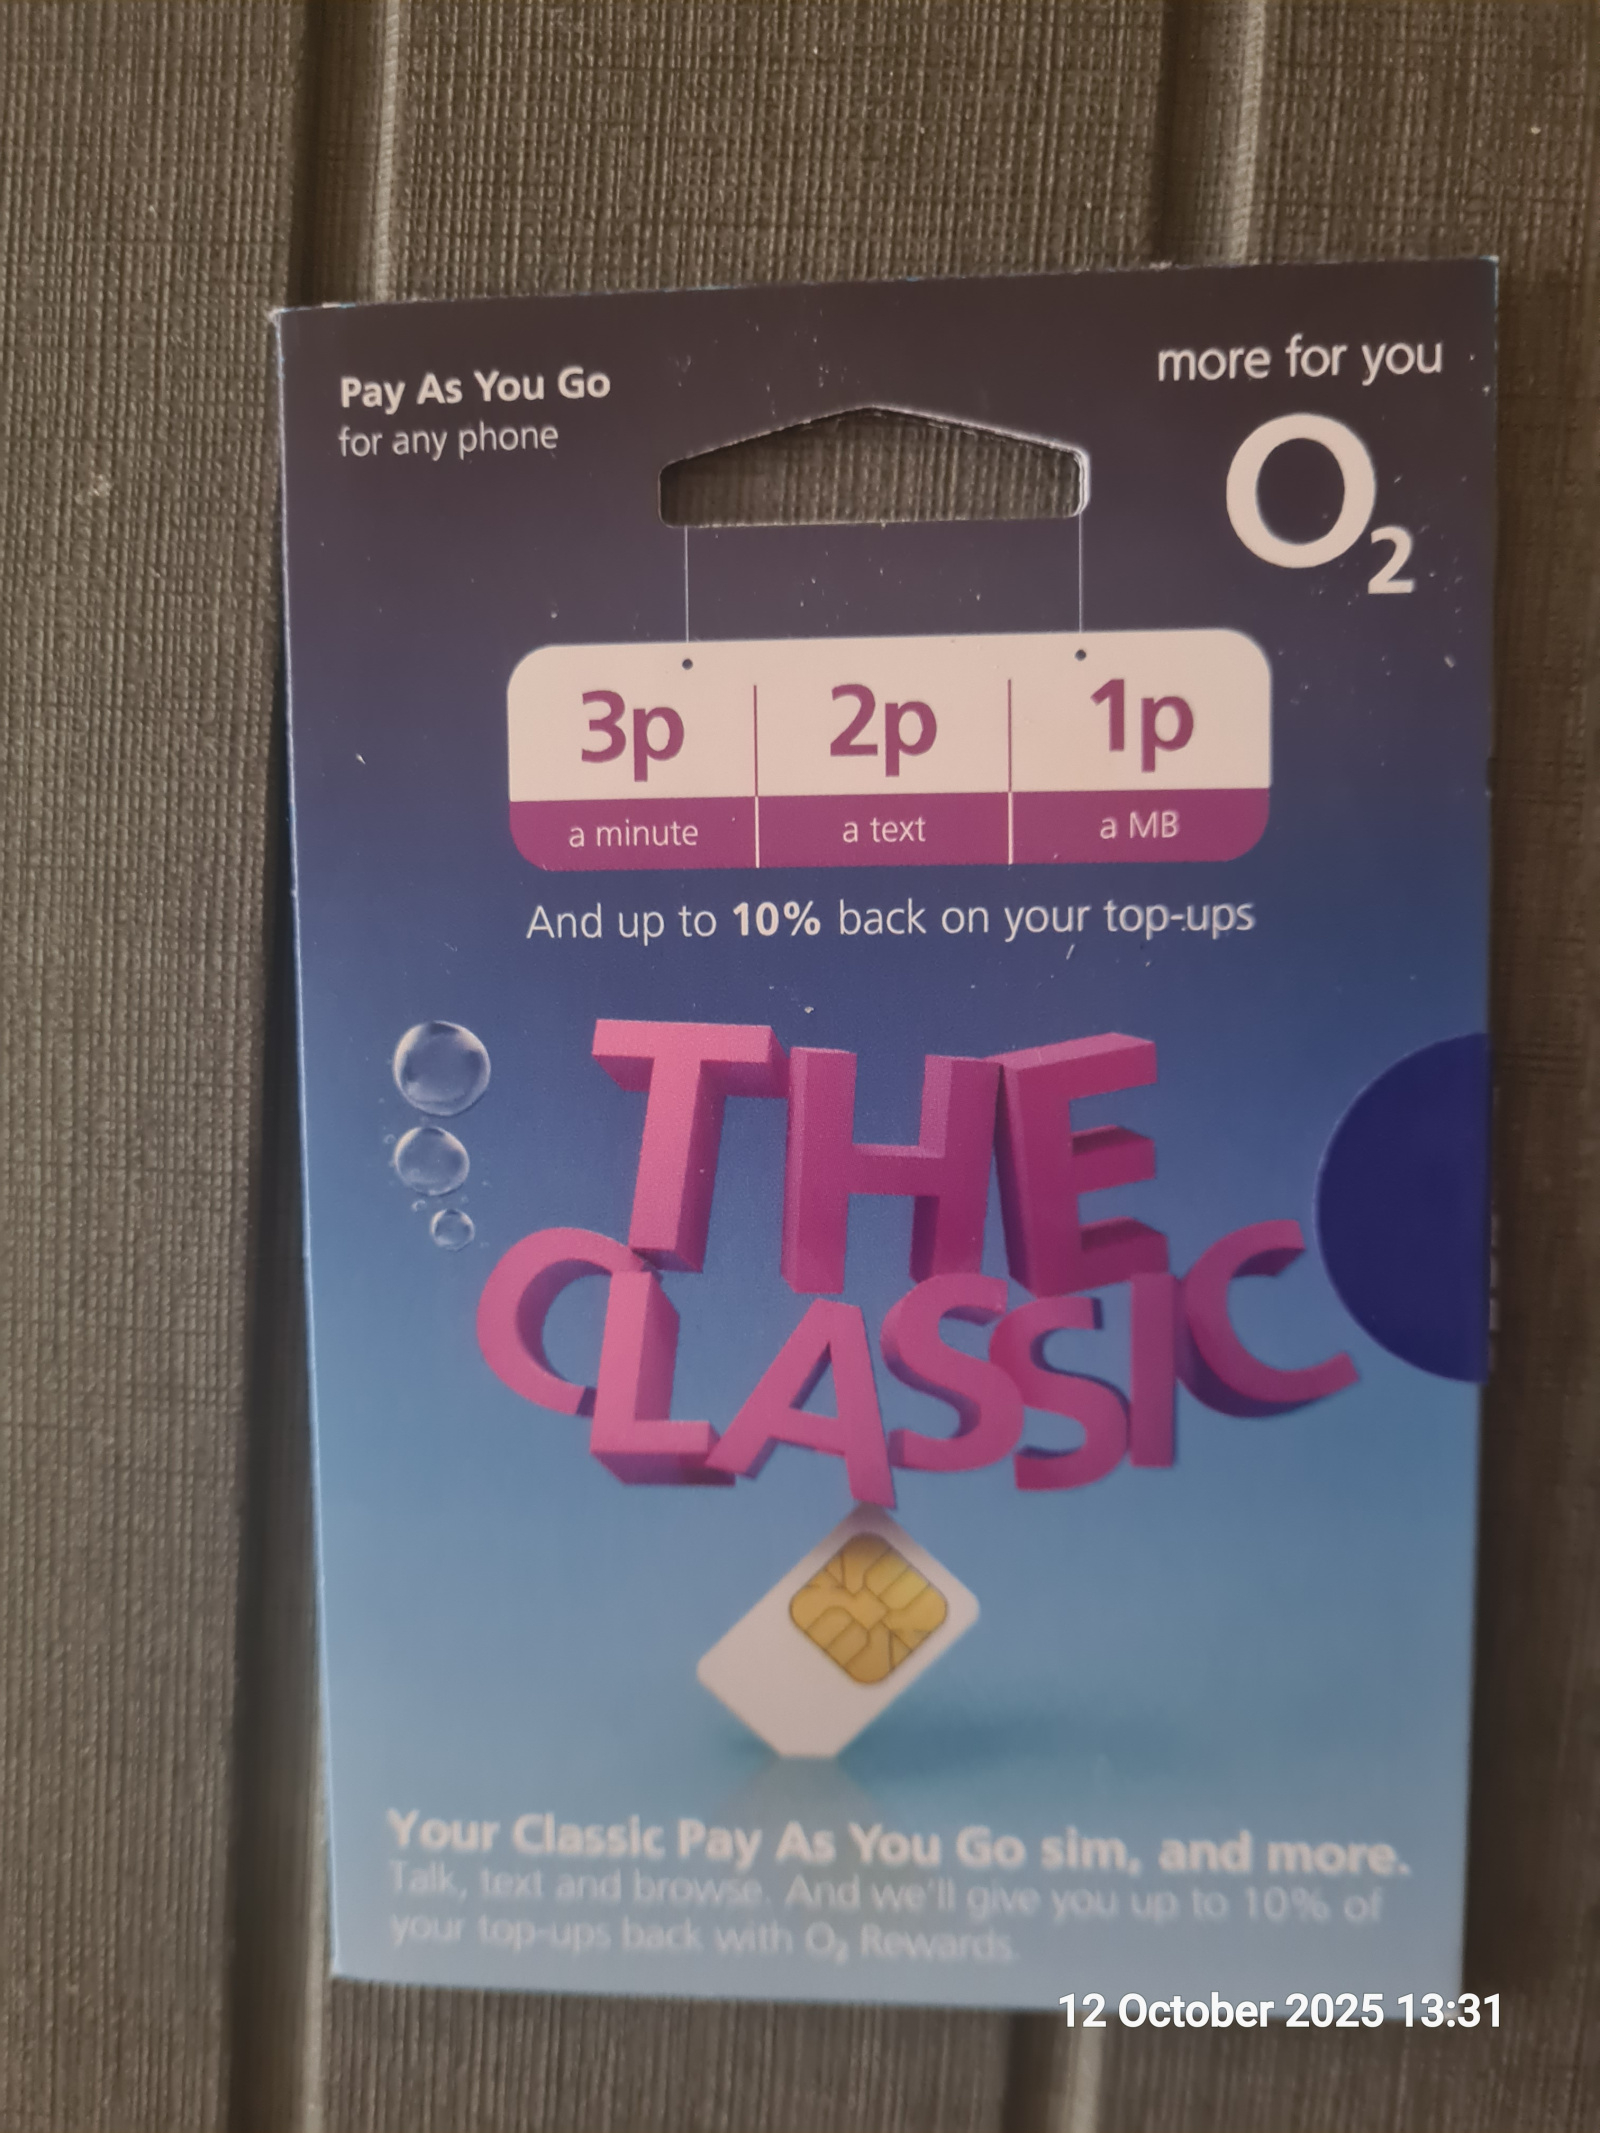 Pay As You Go
for any phone
more for you
O2
3p 2p 1p
a minute a text a MB
And up to 10% back on your top-ups
THE
CLASSIC
Your Classic Pay As You Go sim, and more.
Talk, text and browse. And we'll give you up to 10% of
your top-ups back with O2 Rewards.
12 October 2025 13:31